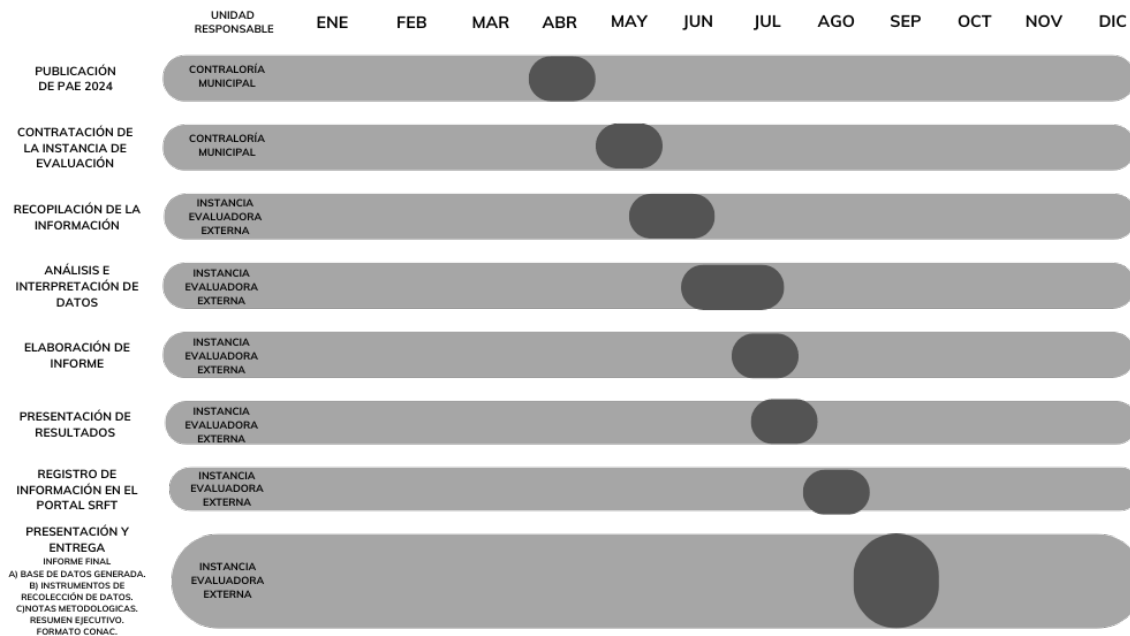 UNIDAD
RESPONSABLE
ENE FEB MAR ABR MAY JUN JUL AGO SEP OCT NOV DIC
PUBLICACIÓN
DE PAE 2024
CONTRALORÍA
MUNICIPAL
CONTRATACIÓN DE
LA INSTANCIA DE
EVALUACIÓN
CONTRALORÍA
MUNICIPAL
RECOPILACIÓN DE LA
INFORMACIÓN
INSTANCIA
EVALUADORA
EXTERNA
ANÁLISIS E
INTERPRETACIÓN DE
DATOS
INSTANCIA
EVALUADORA
EXTERNA
ELABORACIÓN DE
INFORME
INSTANCIA
EVALUADORA
EXTERNA
PRESENTACIÓN DE
RESULTADOS
INSTANCIA
EVALUADORA
EXTERNA
REGISTRO DE
INFORMACIÓN EN EL
PORTAL SRFT
INSTANCIA
EVALUADORA
EXTERNA
PRESENTACIÓN Y
ENTREGA
INFORME FINAL
A) BASE DE DATOS GENERADA.
B) INSTRUMENTOS DE
RECOLECCIÓN DE DATOS.
C)NOTAS METODOLOGICAS.
RESUMEN EJECUTIVO.
FORMATO CONAC.
INSTANCIA
EVALUADORA
EXTERNA